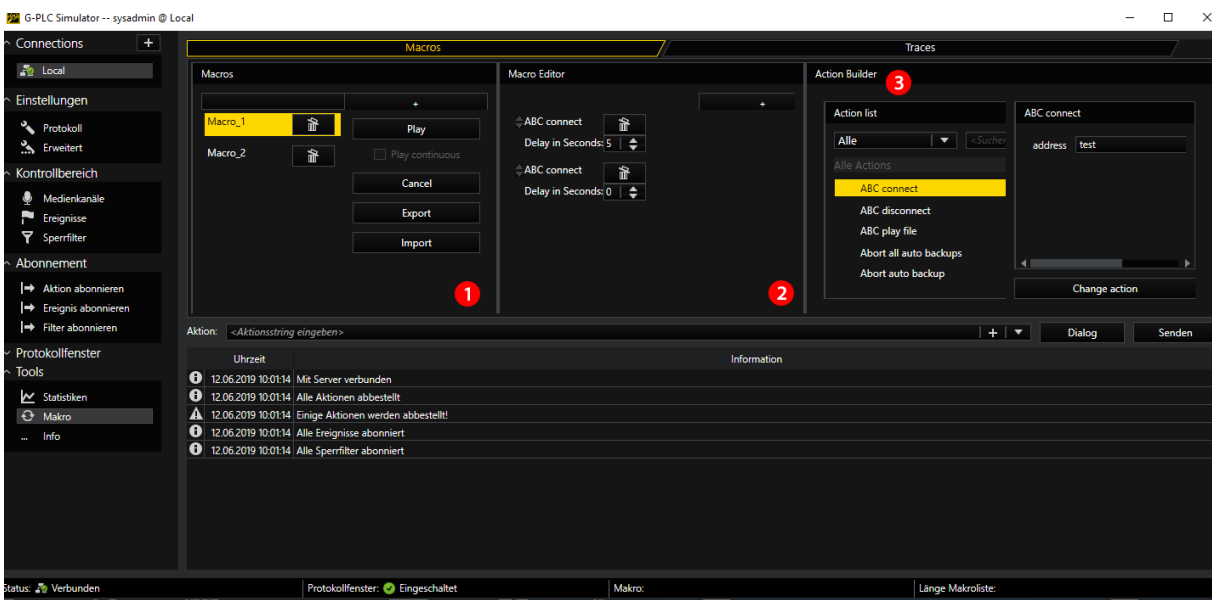 G-PLC Simulator -- sysadmin @ Local
Connections
+
Local
Einstellungen
Protokoll
Erweitert
Kontrollbereich
Medienkanäle
Ereignisse
Sperrfilter
Abonnement
Aktion abonnieren
Ereignis abonnieren
Filter abonnieren
Protokollfenster
Tools
Statistiken
Makro
... Info
Macros
Traces
Macros
+
Macro_1
Macro_2
Play
Play continuous
Cancel
Export
Import
1
Macro Editor
+
ABC connect
Delay in Seconds: 5
ABC connect
Delay in Seconds: 0
2
Action Builder
3
Action list
Alle
<Sucher
Alle Actions
ABC connect
ABC disconnect
ABC play file
Abort all auto backups
Abort auto backup
ABC connect
address test
Change action
Aktion: <Aktionsstring eingeben>
+
Dialog
Senden
Uhrzeit Information
12.06.2019 10:01:14 Mit Server verbunden
12.06.2019 10:01:14 Alle Aktionen abbestellt
12.06.2019 10:01:14 Einige Aktionen werden abbestellt!
12.06.2019 10:01:14 Alle Ereignisse abonniert
12.06.2019 10:01:14 Alle Sperrfilter abonniert
Status: Verbunden
Protokollfenster: Eingeschaltet
Makro:
Länge Makroliste: